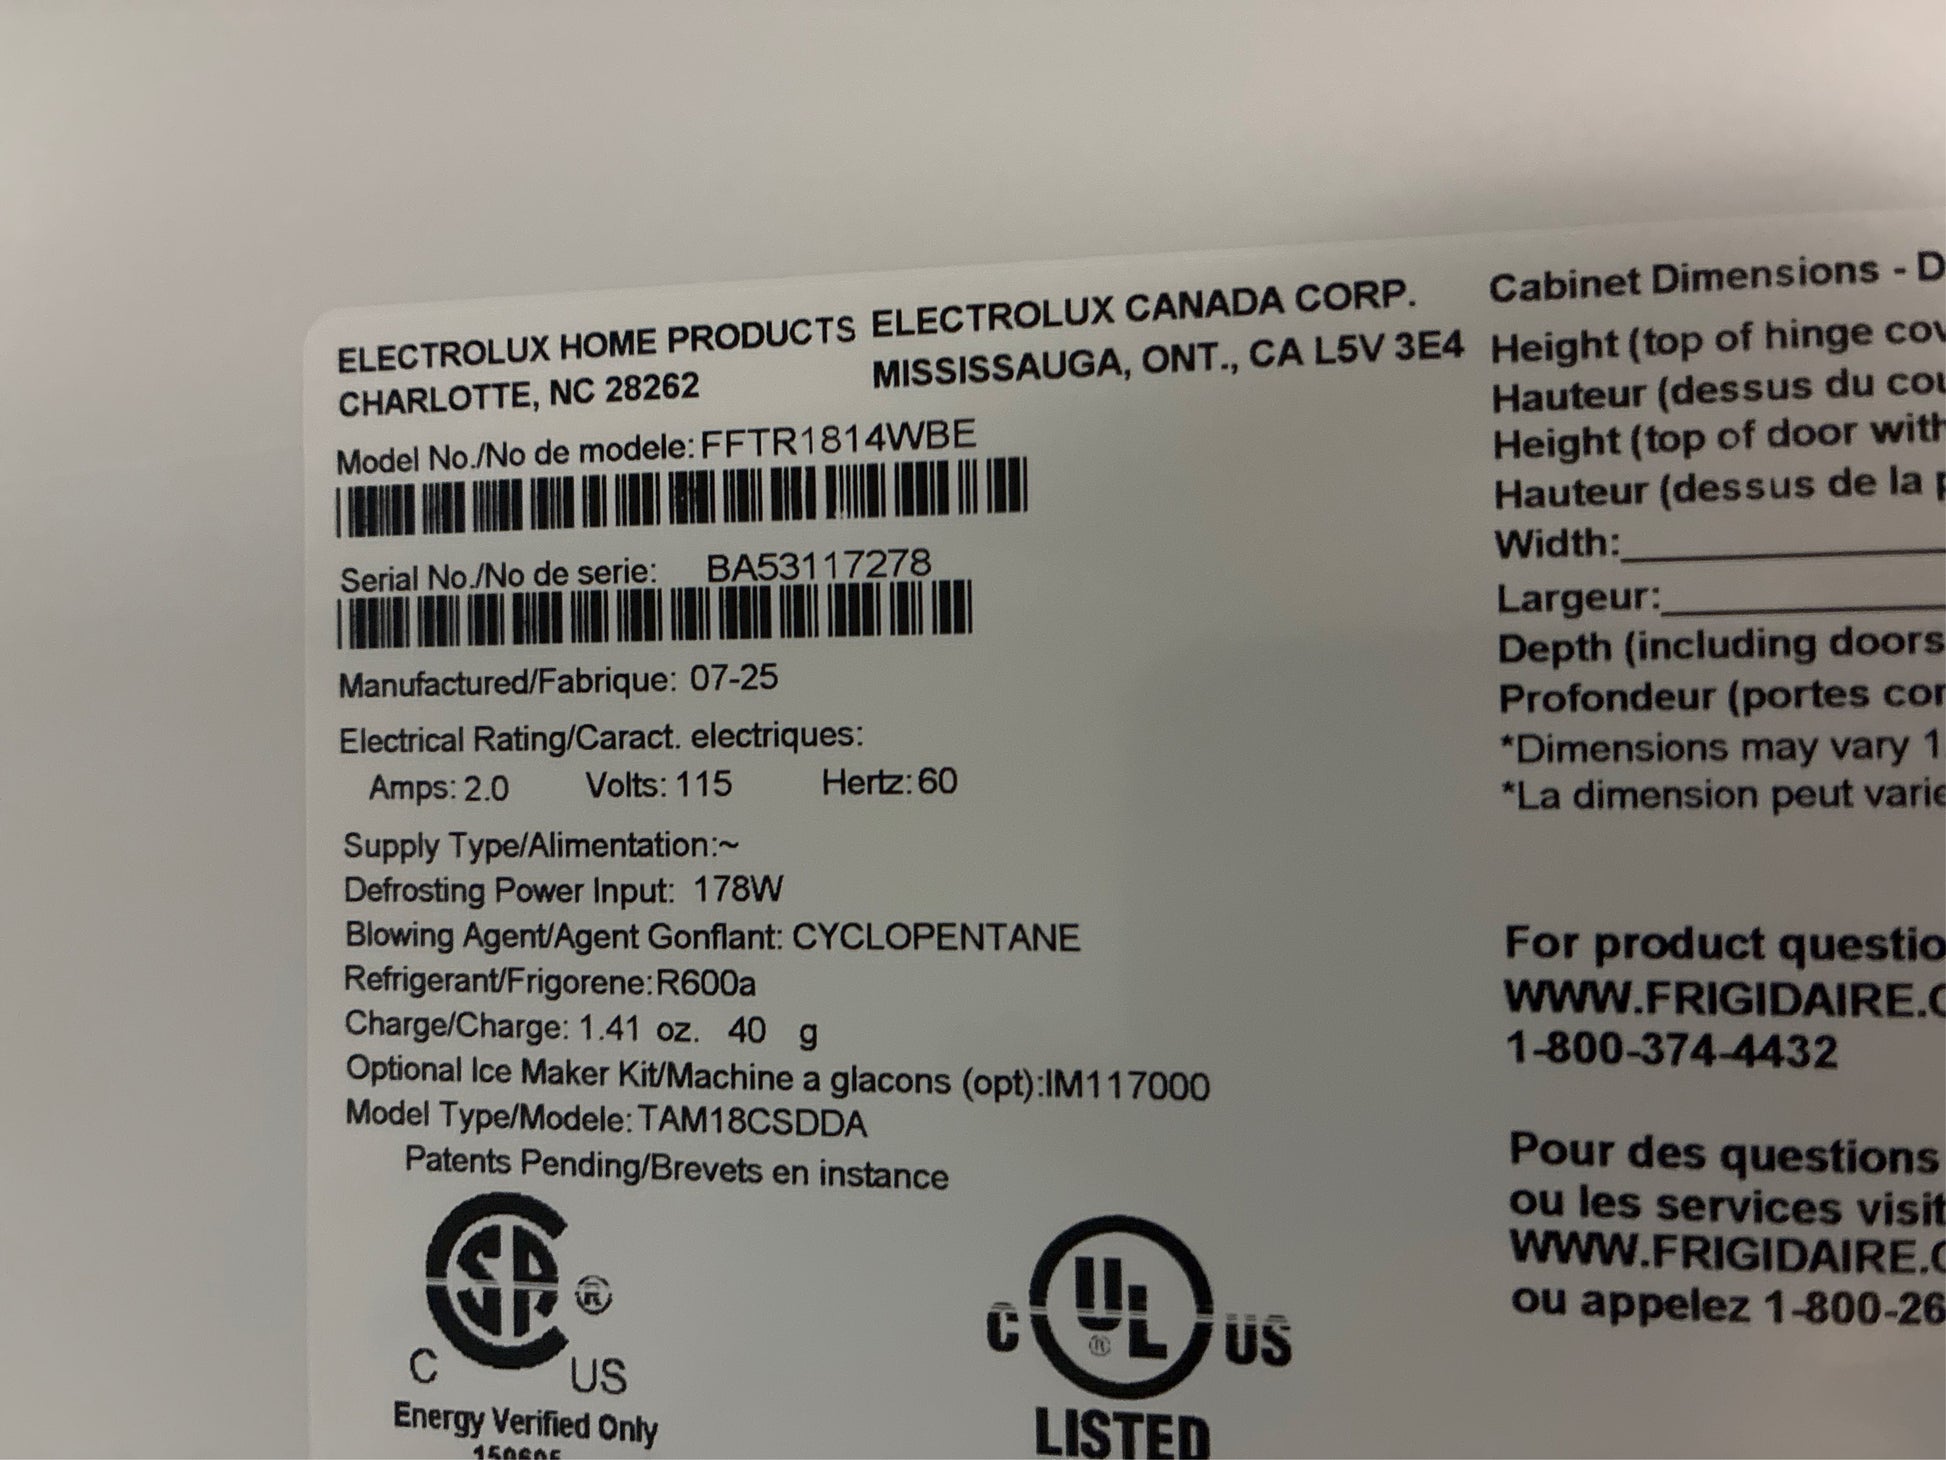 ELECTROLUX HOME PRODUCTS
CHARLOTTE, NC 28262
ELECTROLUX CANADA CORP.
MISSISSAUGA, ONT., CA L5V 3E4
Model No./No de modele: FFTR1814WBE
Serial No./No de serie: BA53117278
Manufactured/Fabrique: 07-25
Electrical Rating/Caract. electriques:
Amps: 2.0 Volts: 115 Hertz: 60
Supply Type/Alimentation:~
Defrosting Power Input: 178W
Blowing Agent/Agent Gonflant: CYCLOPENTANE
Refrigerant/Frigorene: R600a
Charge/Charge: 1.41 oz. 40 g
Optional Ice Maker Kit/Machine a glacons (opt):IM117000
Model Type/Modele: TAM18CSDDA
Patents Pending/Brevets en instance
C SA ® US
Energy Verified Only
C UL ® US
LISTED
Cabinet Dimensions - D
Height (top of hinge
Hauteur (dessus du
Height (top of door with
Hauteur (dessus de la
Width:
Largeur:
Depth (including doors
Profondeur (portes
*Dimensions may vary 1
*La dimension peut
For product
WWW.FRIGIDAIRE.
1-800-374-4432
Pour des questions
ou les services
WWW.FRIGIDAIRE.
ou appelez 1-800-26